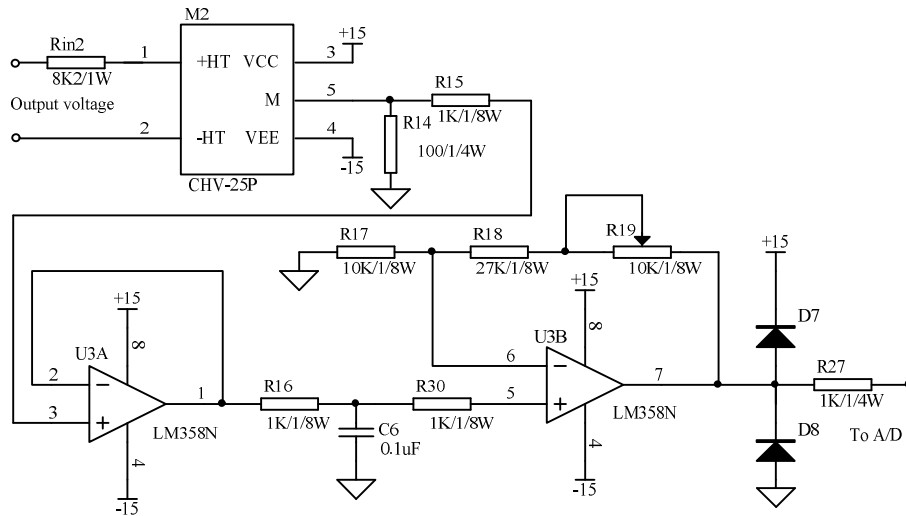 M2
Rin2
8K2/1W
Output voltage
1
2
+HT VCC
M
-HT VEE
CHV-25P
3
5
4
+15
-15
R15
1K/1/8W
R14
100/1/4W
R17
10K/1/8W
R18
27K/1/8W
R19
10K/1/8W
+15
D7
+15
8
U3A
2
3
1
LM358N
4
-15
R16
1K/1/8W
C6
0.1uF
R30
1K/1/8W
+15
8
U3B
6
5
7
LM358N
4
-15
R27
1K/1/4W
D8
To A/D